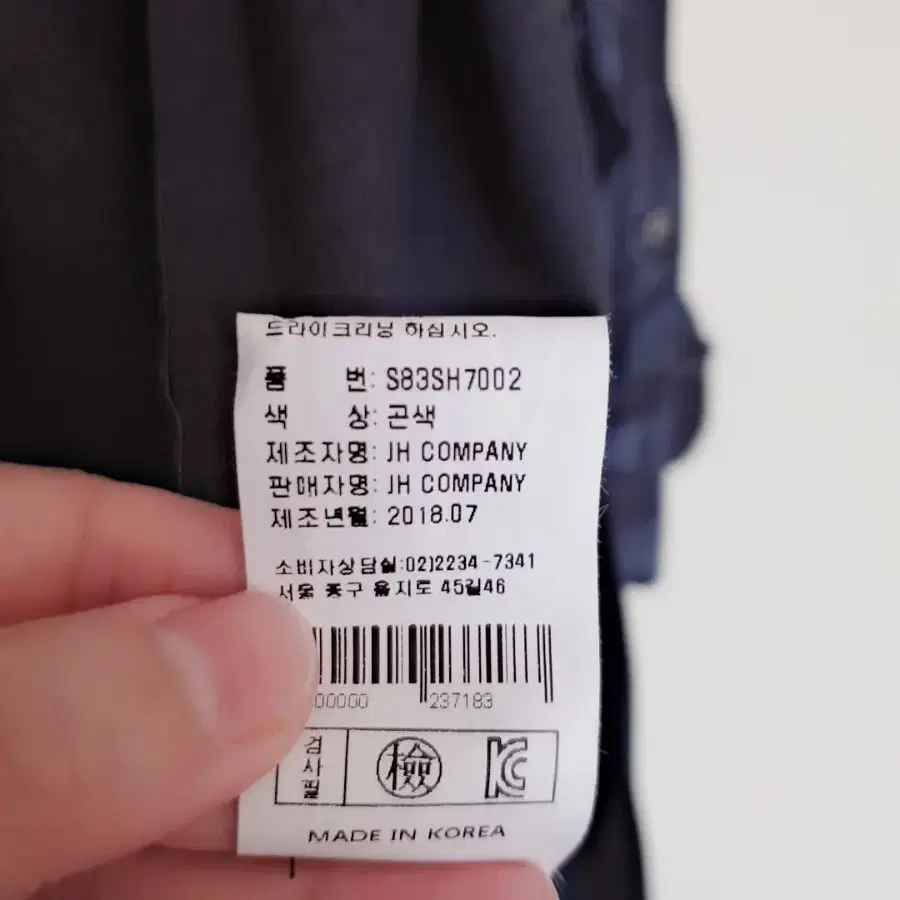 드라이크리닝 하십시오.
품 번: S83SH7002
색 상:곤색
제조자명: JH COMPANY
판매자명: JH COMPANY
제조년월: 2018.07
소비자상담실:02)2234-7341
서울 중구 을지로 45길46
00000 237183
검사필 檢 KC
MADE IN KOREA